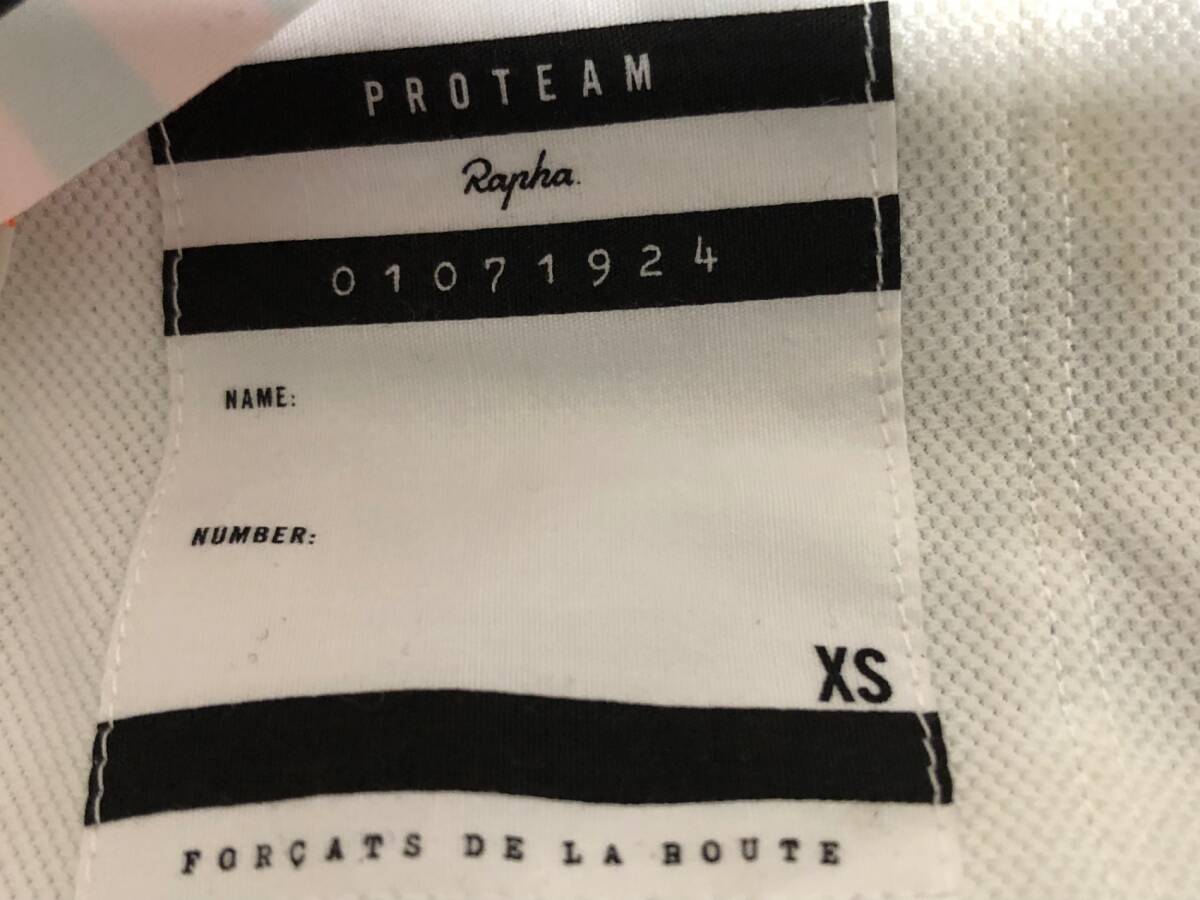 PROTEAM
Rapha.
01071924
NAME:
NUMBER:
XS
FORÇATS DE LA ROUTE